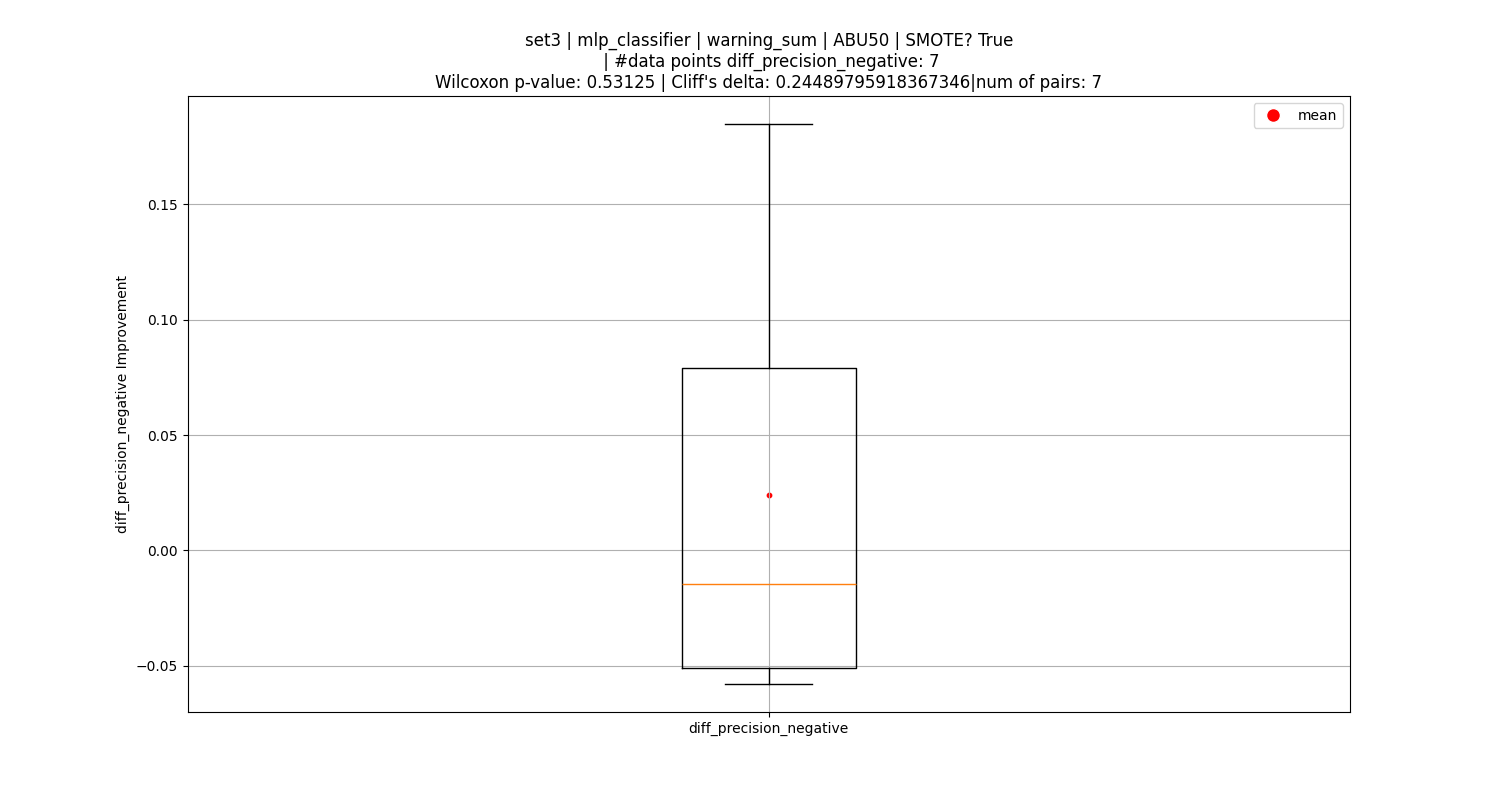 set3 | mlp_classifier | warning_sum | ABU50 | SMOTE? True
| #data points diff_precision_negative: 7
Wilcoxon p-value: 0.53125 | Cliff's delta: 0.24489795918367346|num of pairs: 7
mean
0.15
0.10
0.05
0.00
−0.05
diff_precision_negative Improvement
diff_precision_negative